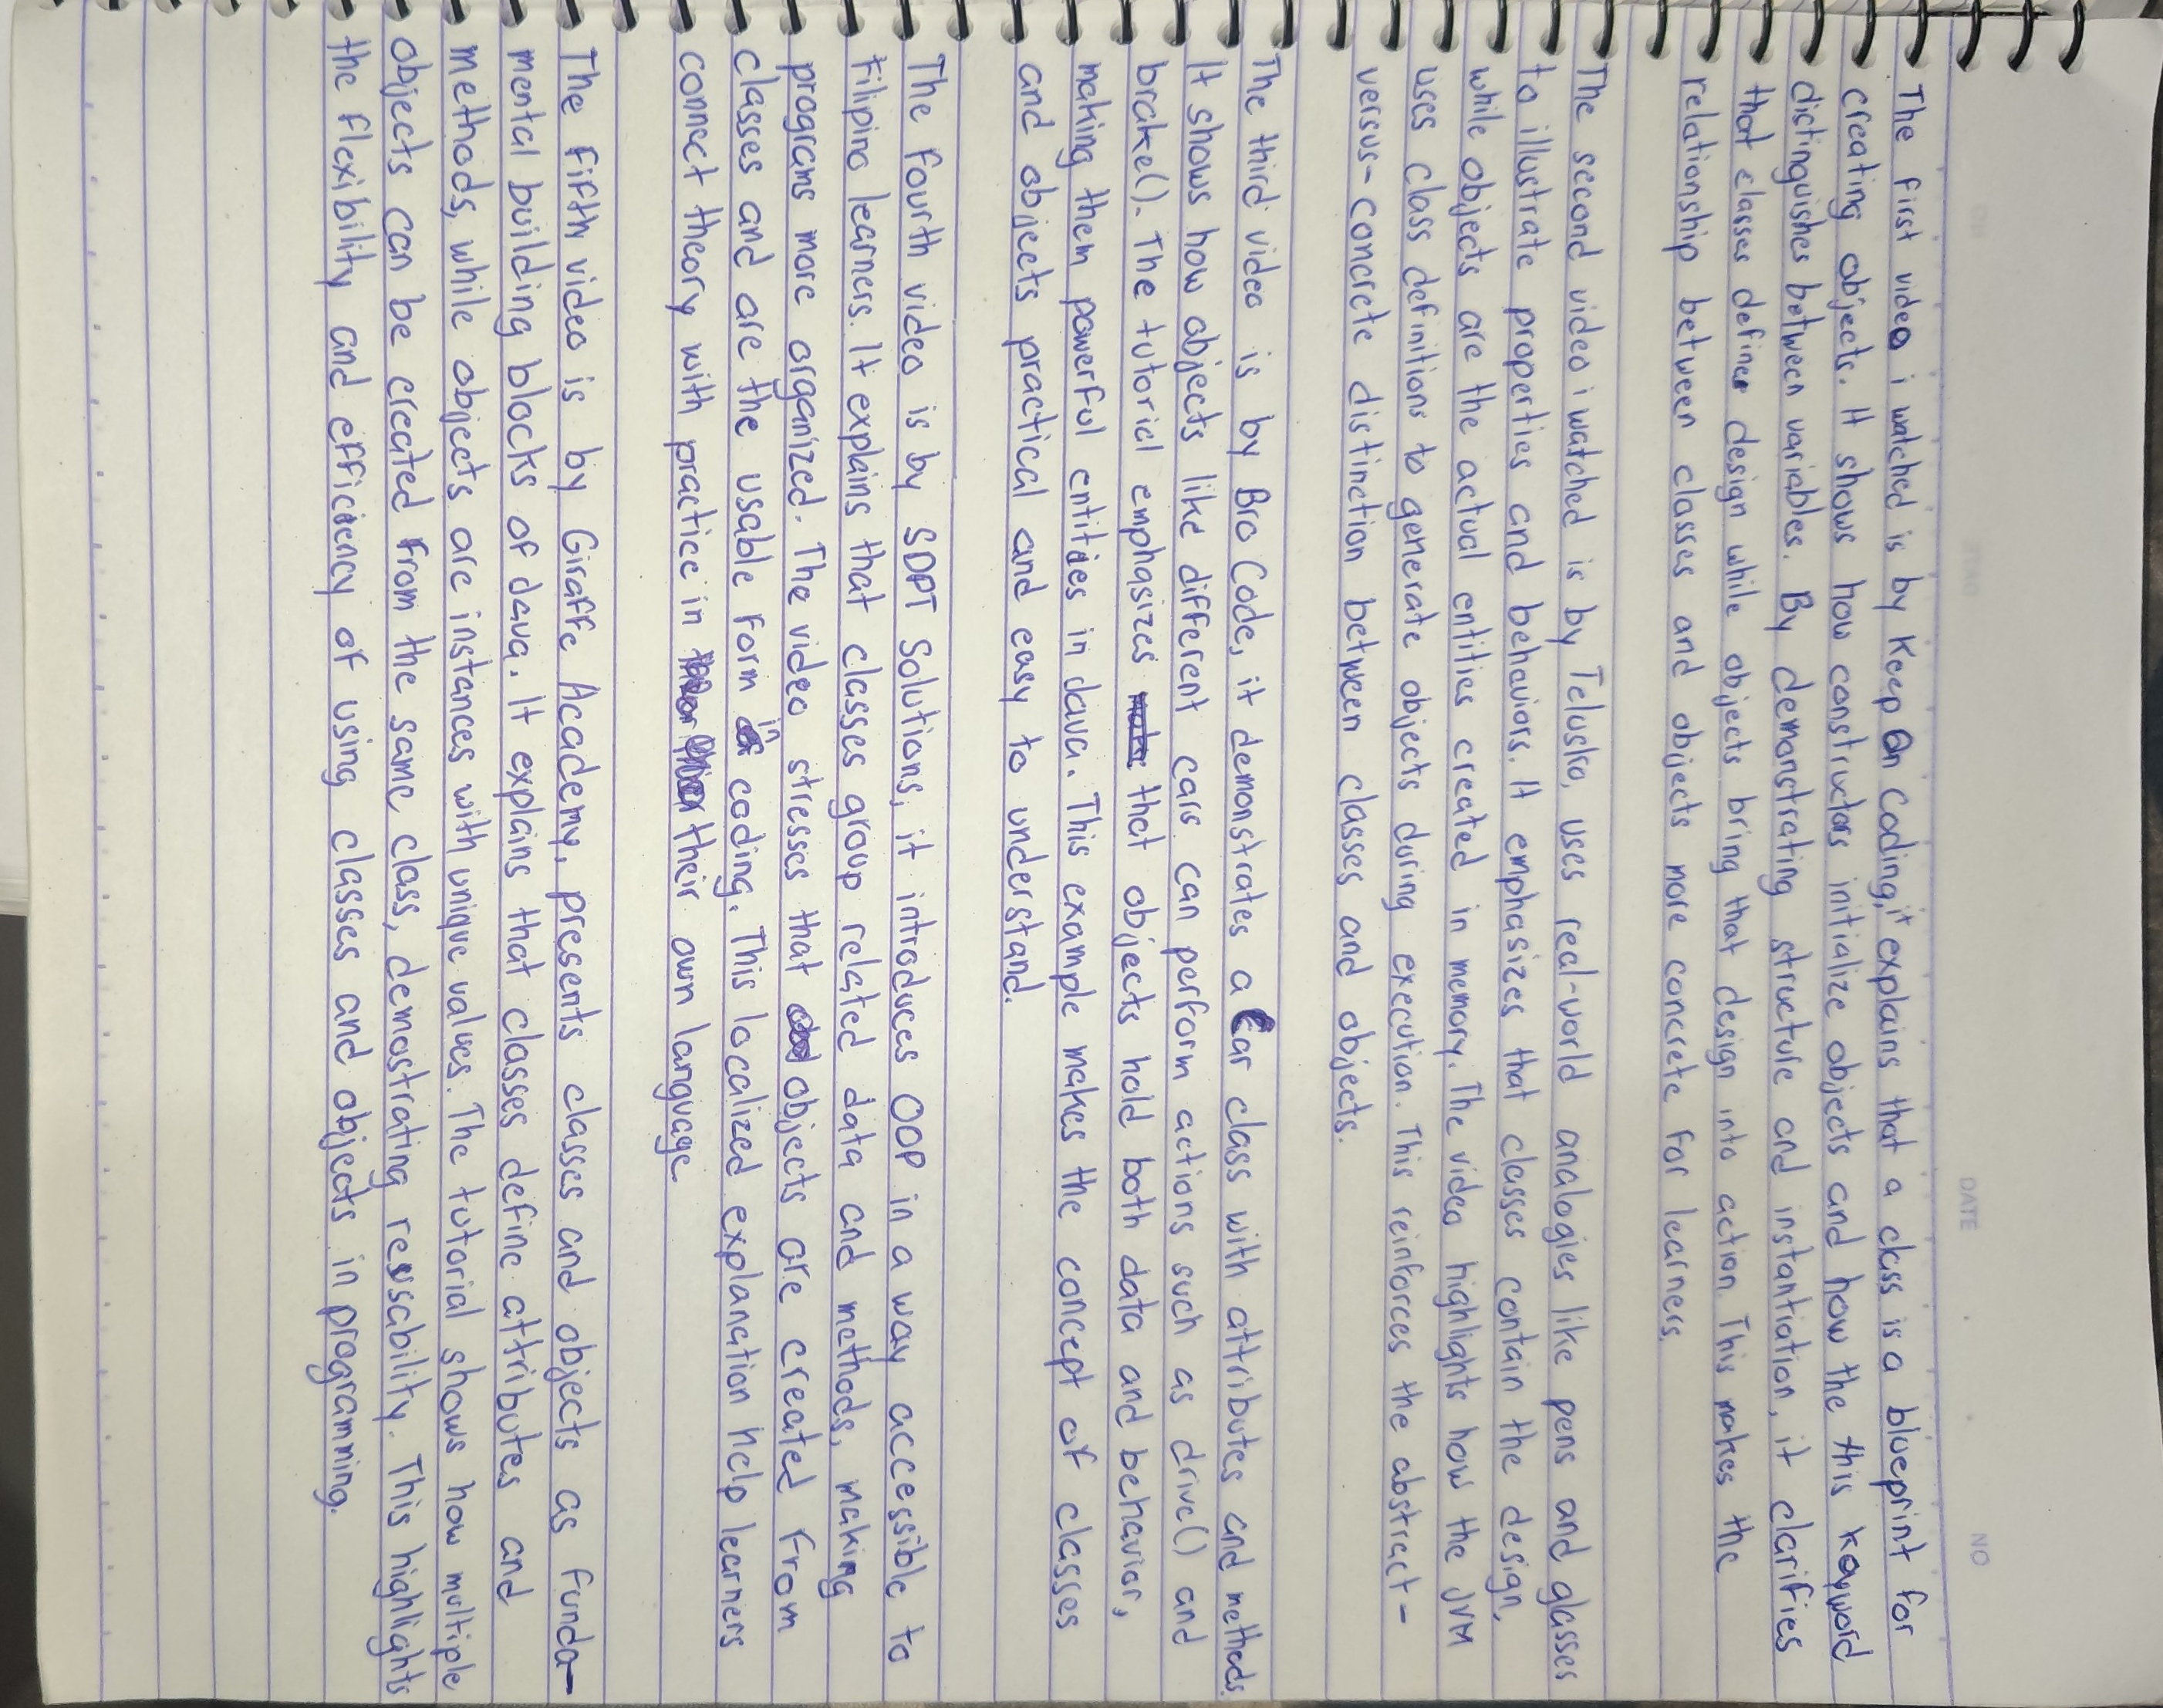 DATE
NO
The first video i watched is by Keep On Coding, it explains that a class is a blueprint for
creating objects. It shows how constructors initialize objects and how the this keyword
distinguishes between variables. By demonstrating structure and instantiation, it clarifies
that classes define design while objects bring that design into action. This makes the
relationship between classes and objects more concrete for learners.
The second video i watched is by Telusko, uses real-world analogies like pens and glasses
to illustrate properties and behaviors. It emphasizes that classes contain the design,
while objects are the actual entities created in memory. The video highlights how the JVM
uses class definitions to generate objects during execution. This reinforces the abstract-
versus-concrete distinction between classes and objects.
The third video is by Bro Code, it demonstrates a Car class with attributes and methods.
It shows how objects like different cars can perform actions such as drive() and
brake(). The tutorial emphasizes that objects hold both data and behavior,
making them powerful entities in Java. This example makes the concept of classes
and objects practical and easy to understand.
The fourth video is by SDPT Solutions, it introduces OOP in a way accessible to
Filipino learners. It explains that classes group related data and methods, making
programs more organized. The video stresses that objects are created from
classes and are the usable form in coding. This localized explanation help learners
connect theory with practice in their own language.
The fifth video is by Giraffe Academy, presents classes and objects as funda-
mental building blocks of Java. It explains that classes define attributes and
methods, while objects are instances with unique values. The tutorial shows how multiple
objects can be created from the same class, demostrating reusability. This highlights
the flexibility and efficiency of using classes and objects in programming.